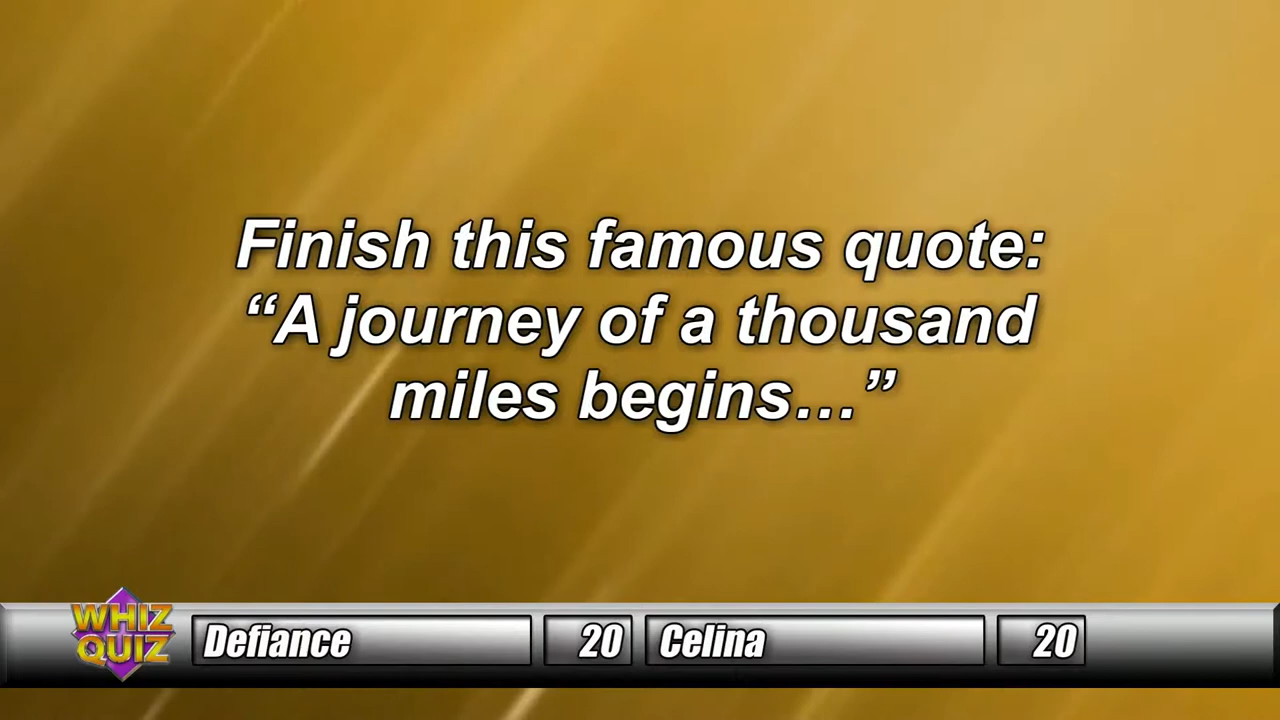 Finish this famous quote:
“A journey of a thousand
miles begins…”
WHIZ
QUIZ
Defiance 20 Celina 20